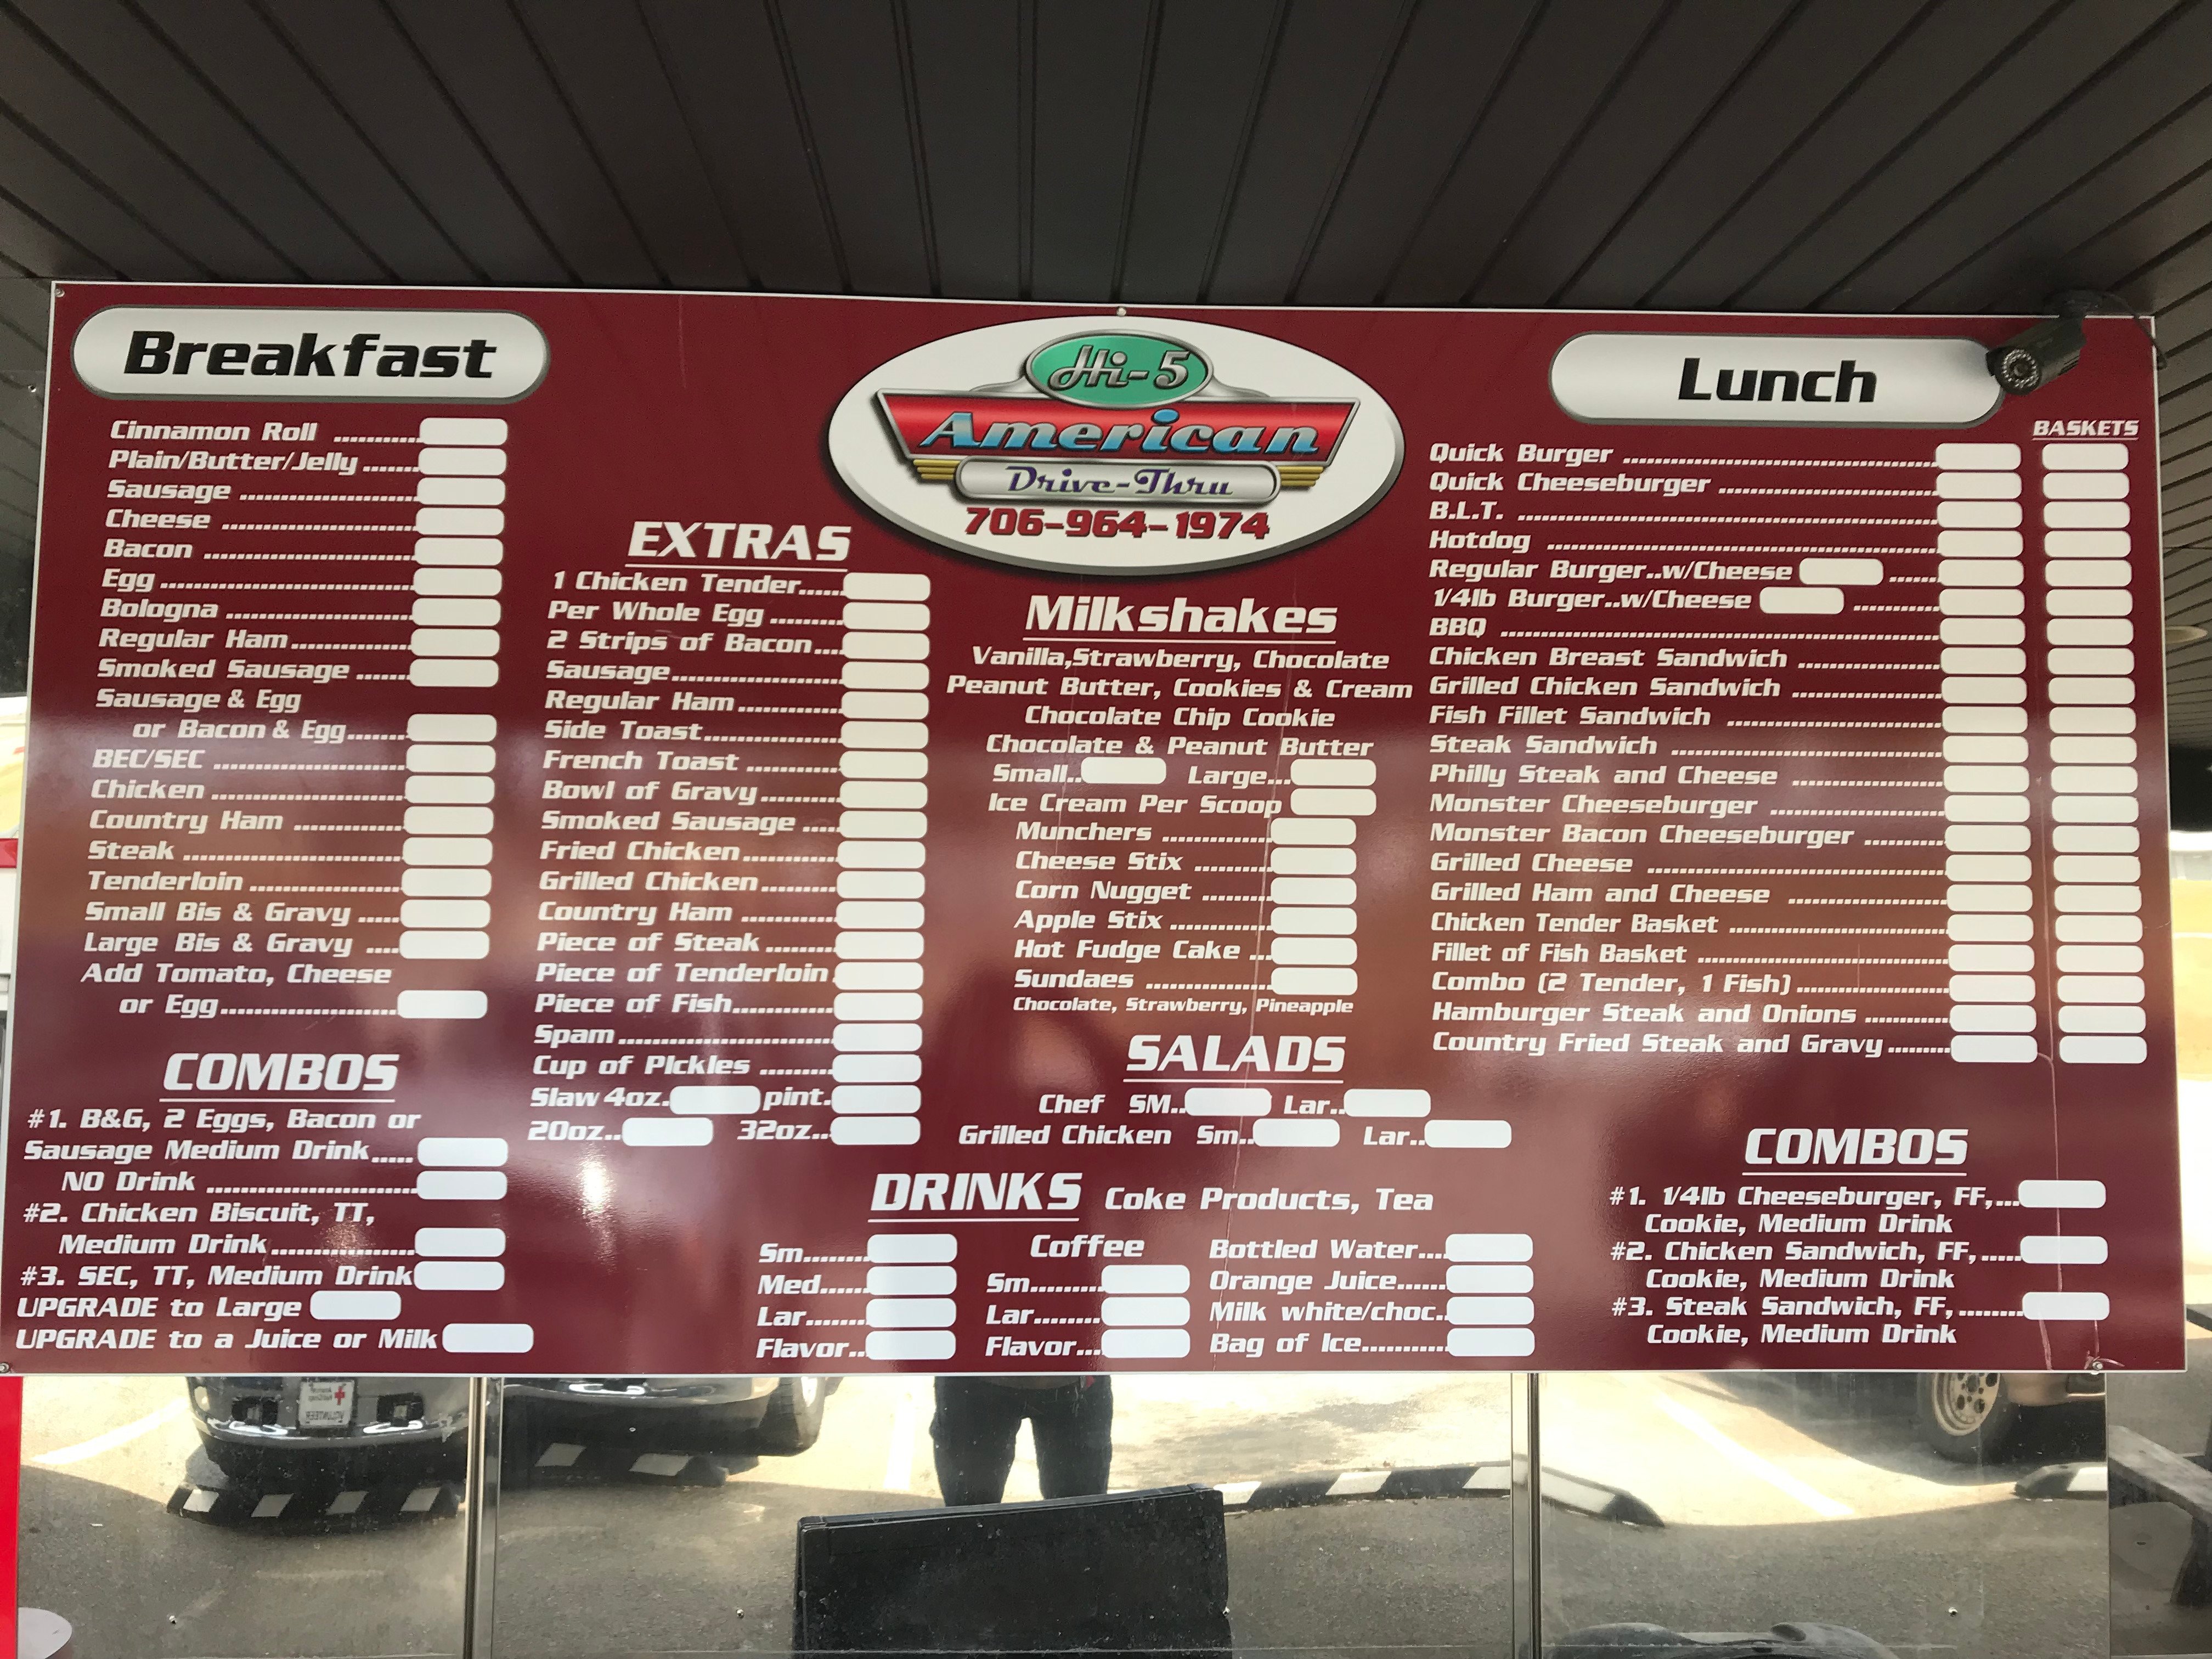 Breakfast
Cinnamon Roll
Plain/Butter/Jelly
Sausage
Cheese
Bacon
Egg
Bologna
Regular Ham
Smoked Sausage
Sausage & Egg
or Bacon & Egg
BEC/SEC
Chicken
Country Ham
Steak
Tenderloin
Small Bis & Gravy
Large Bis & Gravy
Add Tomato, Cheese
or Egg
COMBOS
#1. B&G, 2 Eggs, Bacon or
Sausage Medium Drink
NO Drink
#2. Chicken Biscuit, TT,
Medium Drink
#3. SEC, TT, Medium Drink
UPGRADE to Large
UPGRADE to a Juice or Milk
EXTRAS
1 Chicken Tender
Per Whole Egg
2 Strips of Bacon
Sausage
Regular Ham
Side Toast
French Toast
Bowl of Gravy
Smoked Sausage
Fried Chicken
Grilled Chicken
Country Ham
Piece of Steak
Piece of Tenderloin
Piece of Fish
Spam
Cup of PIckles
Slaw 4oz. pint.
20oz.. 32oz...
Hi-5
American
Drive-Thru
706-964-1974
Milkshakes
Vanilla,Strawberry, Chocolate
Peanut Butter, Cookies & Cream
Chocolate Chip Cookie
Chocolate & Peanut Butter
Small.. Large...
Ice Cream Per Scoop
Munchers
Cheese Stix
Corn Nugget
Apple Stix
Hot Fudge Cake
Sundaes
Chocolate, Strawberry, Pineapple
SALADS
Chef SM.. Lar..
Grilled Chicken Sm.. Lar..
DRINKS Coke Products, Tea
Sm
Med
Lar
Flavor
Coffee
Sm
Lar
Flavor
Bottled Water
Orange Juice
Milk white/choc.
Bag of Ice
Lunch
BASKETS
Quick Burger
Quick Cheeseburger
B.L.T.
Hotdog
Regular Burger..w/Cheese
1/4lb Burger..w/Cheese
BBQ
Chicken Breast Sandwich
Grilled Chicken Sandwich
Fish Fillet Sandwich
Steak Sandwich
Philly Steak and Cheese
Monster Cheeseburger
Monster Bacon Cheeseburger
Grilled Cheese
Grilled Ham and Cheese
Chicken Tender Basket
Fillet of Fish Basket
Combo (2 Tender, 1 Fish)
Hamburger Steak and Onions
Country Fried Steak and Gravy
COMBOS
#1. 1/4lb Cheeseburger, FF,
Cookie, Medium Drink
#2. Chicken Sandwich, FF,
Cookie, Medium Drink
#3. Steak Sandwich, FF,
Cookie, Medium Drink